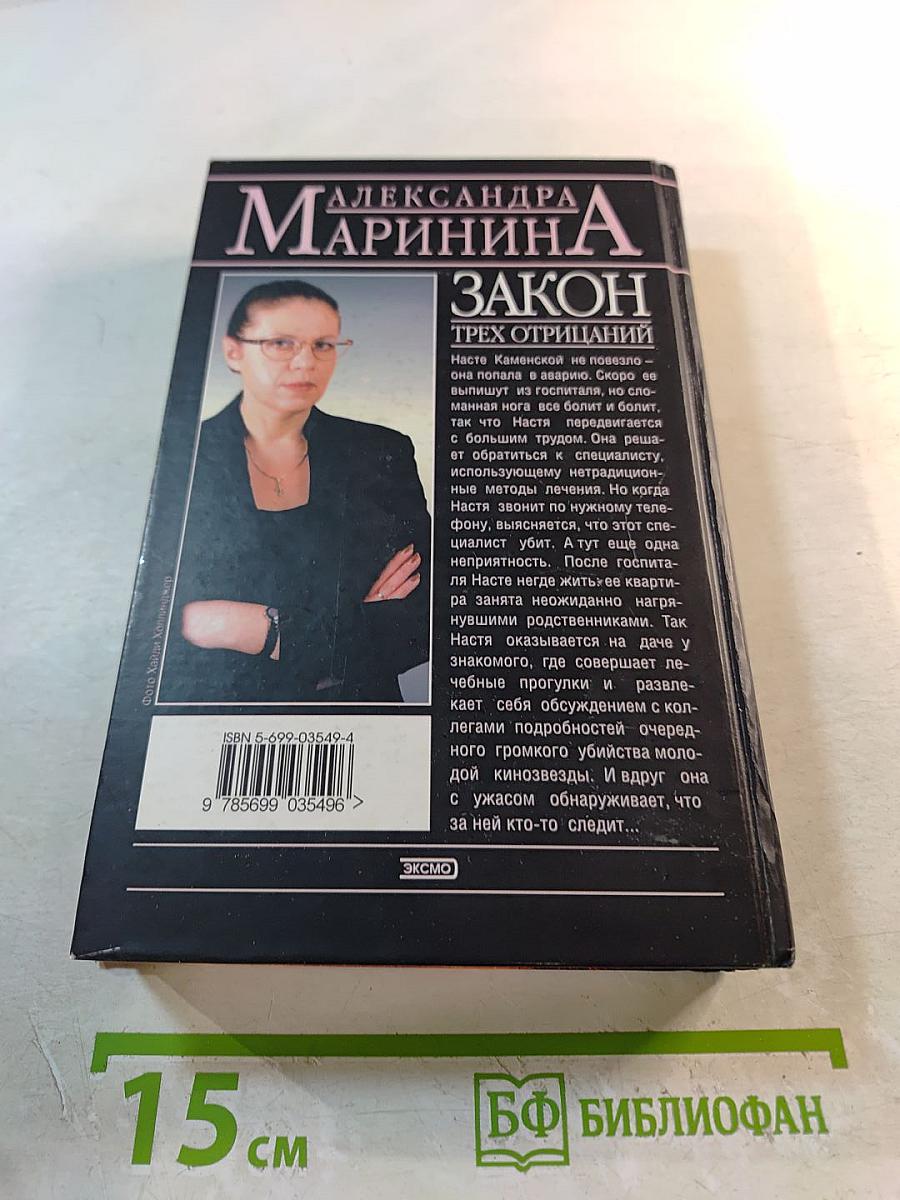 АЛЕКСАНДРА
МАРИНИНА
ЗАКОН
ТРЕХ ОТРИЦАНИЙ
Насте Каменской не повезло –
она попала в аварию. Скоро ее
выпишут из госпиталя, но сло-
манная нога все болит и болит,
так что Настя передвигается
с большим трудом. Она реша-
ет обратиться к специалисту,
использующему нетрадицион-
ные методы лечения. Но когда
Настя звонит по нужному теле-
фону, выясняется, что этот спе-
циалист убит. А тут еще одна
неприятность. После госпита-
ля Насте негде жить: ее кварти-
ра занята неожиданно нагря-
нувшими родственниками. Так
Настя оказывается на даче у
знакомого, где совершает ле-
чебные прогулки и развле-
кает себя обсуждением с кол-
легами подробностей очеред-
ного громкого убийства моло-
дой кинозвезды. И вдруг она
с ужасом обнаруживает, что
за ней кто-то следит...
Фото Хайди Холлинджер
ISBN 5-699-03549-4
9 785699 035496 >
ЭКСМО
15 см
БФ БИБЛИОФАН